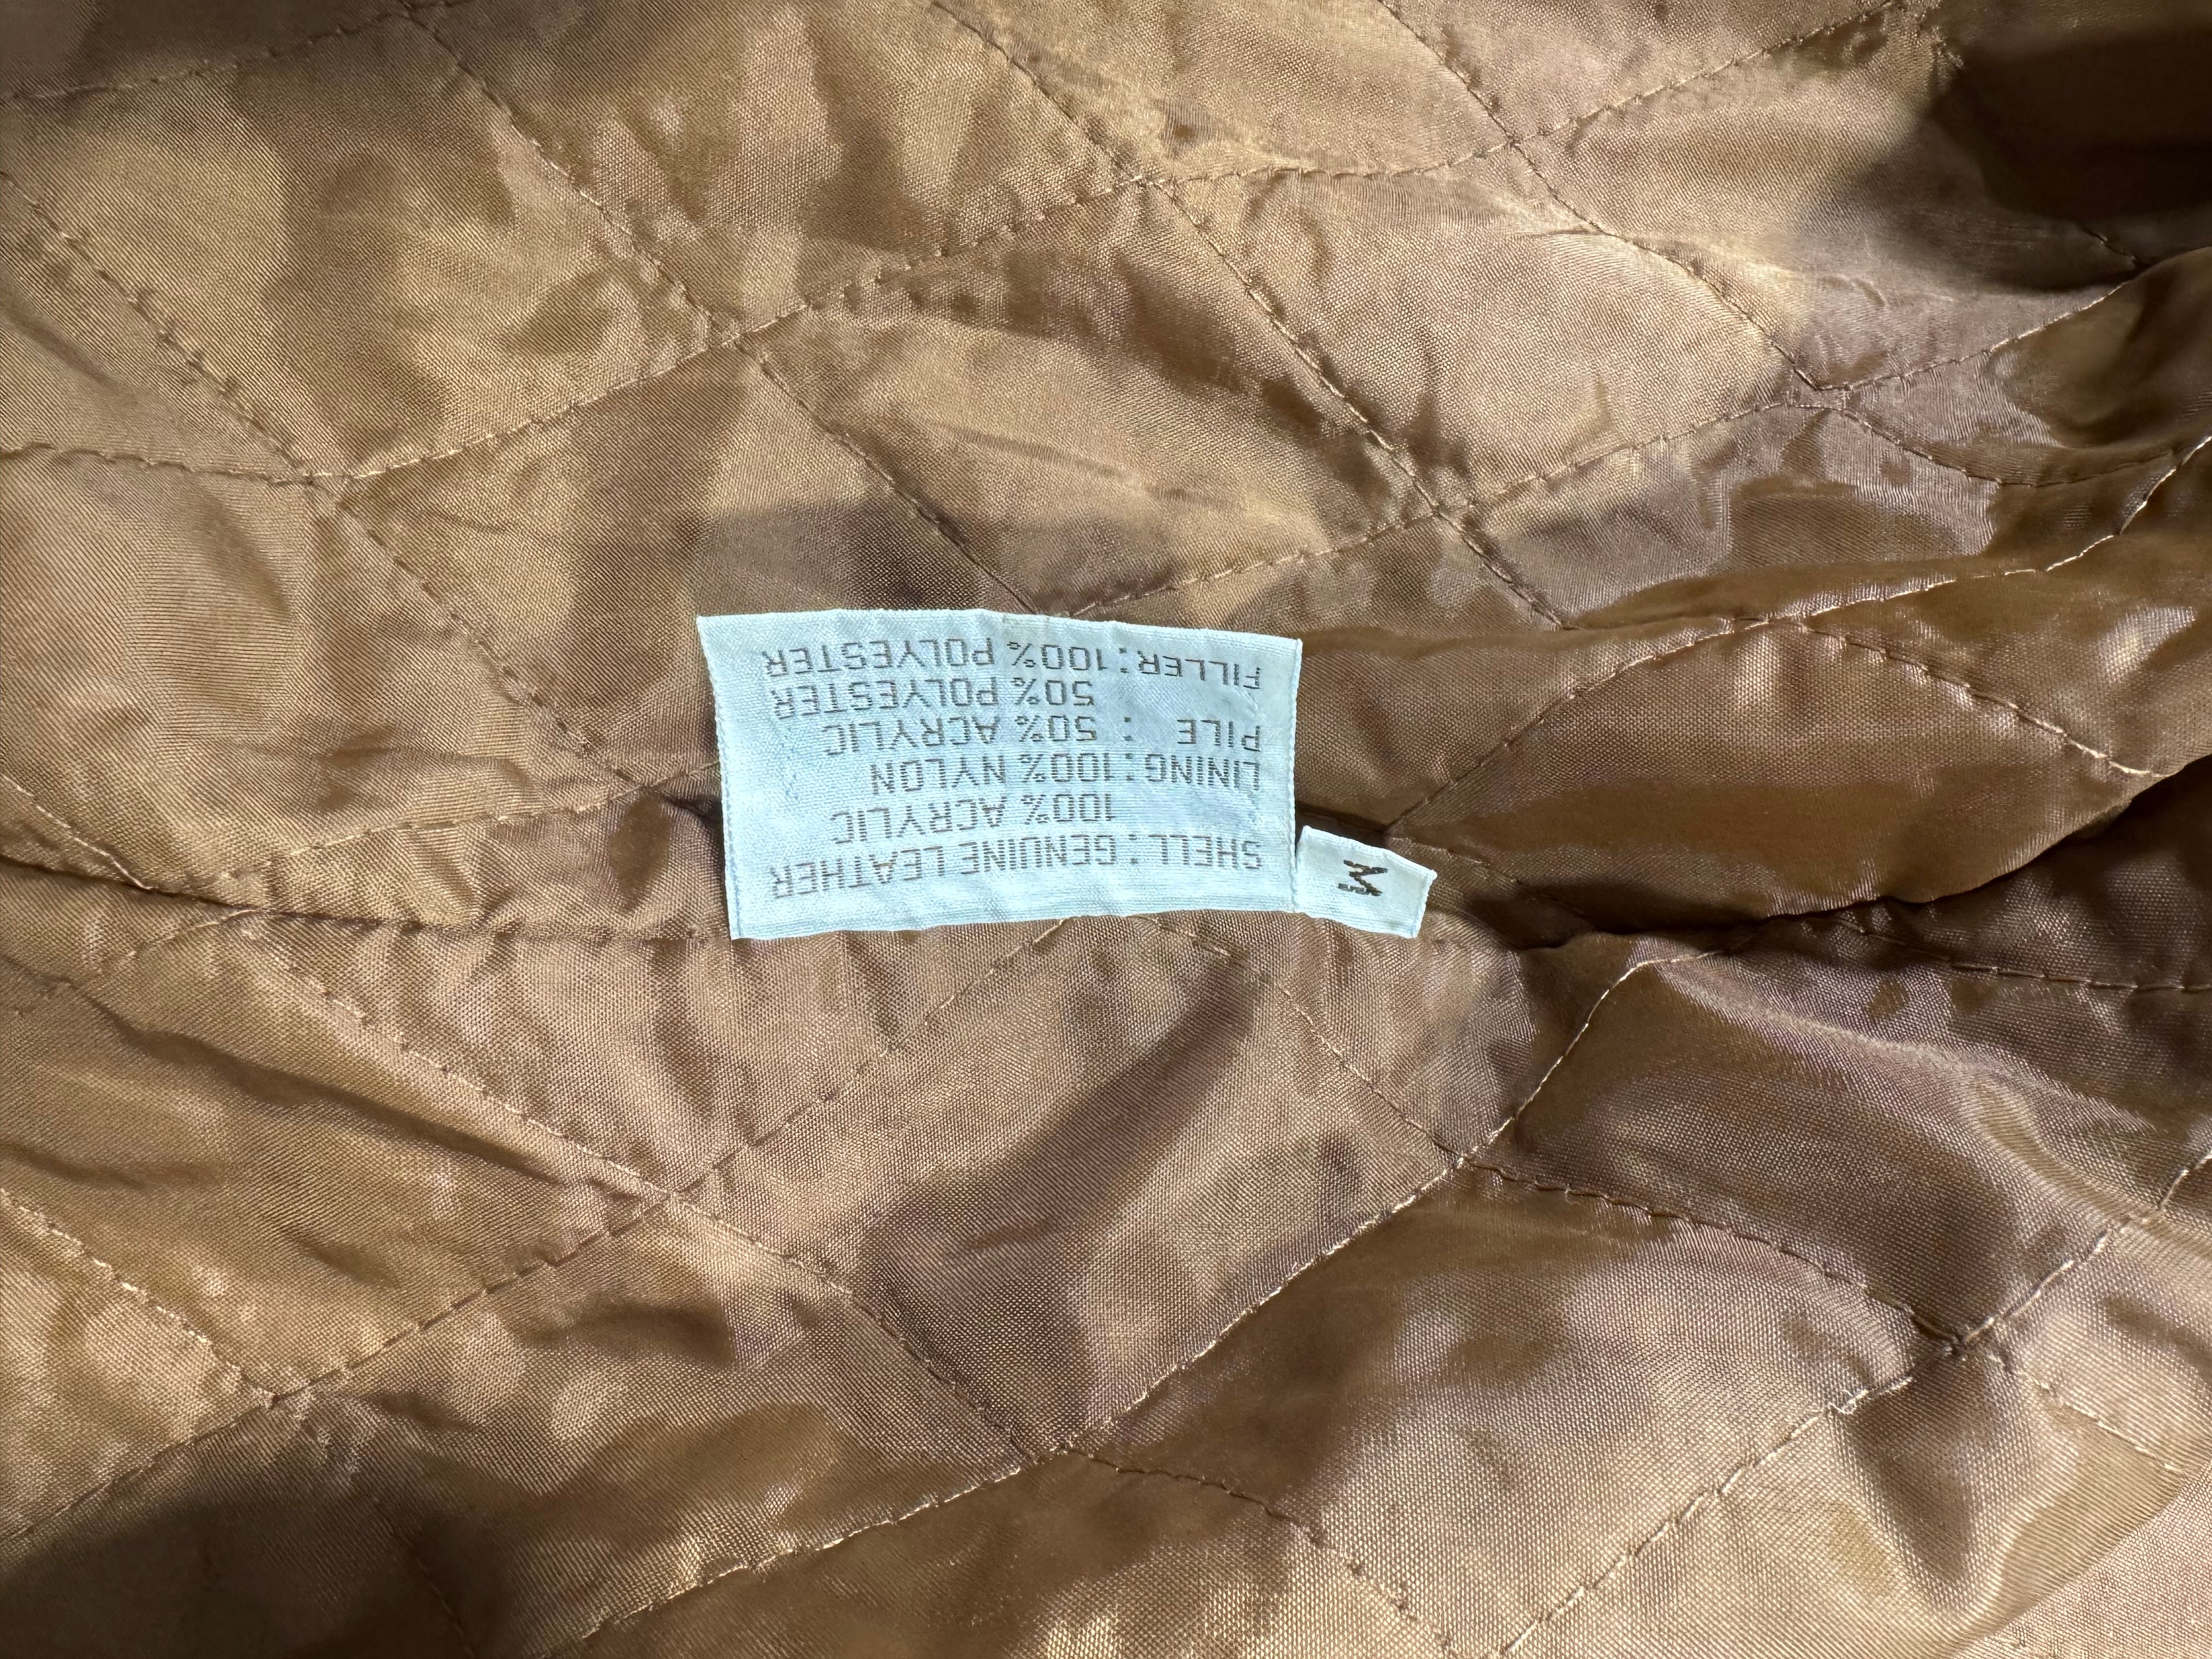 SHELL: GENUINE LEATHER
100% ACRYLIC
LINING: 100% NYLON
PILE : 50% ACRYLIC
50% POLYESTER
FILLER: 100% POLYESTER
M